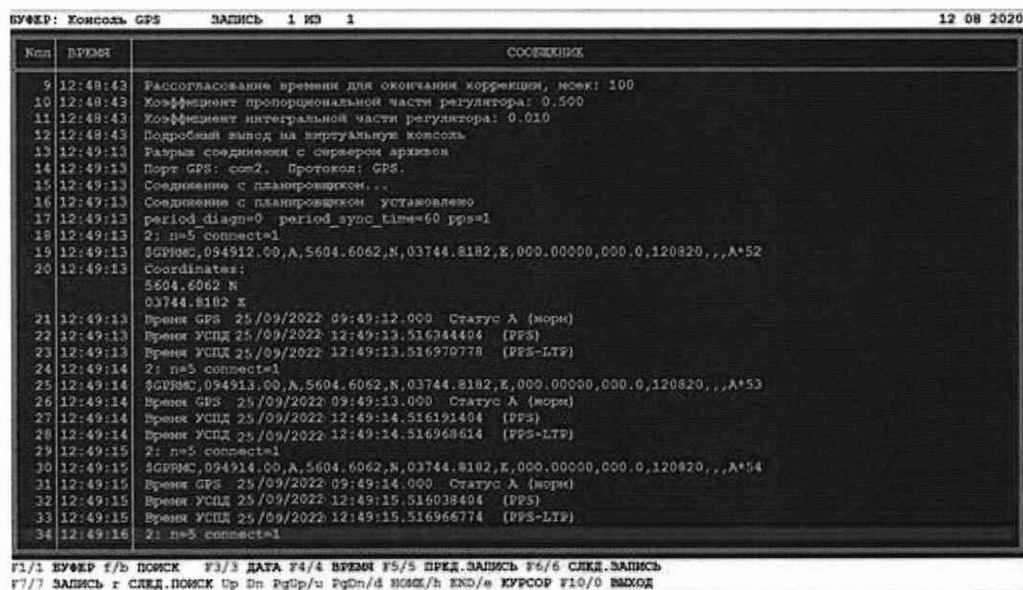 БУФЕР: Консоль GPS ЗАПИСЬ 1 ИЗ 1 12 08 2020
Кол ВРЕМЯ СООБЩЕНИЕ
9 12:48:43 Рассогласование времени для окончания коррекции, мсек: 100
10 12:48:43 Коэффициент пропорциональной части регулятора: 0.500
11 12:48:43 Коэффициент интегральной части регулятора: 0.010
12 12:48:43 Подробный вывод на виртуальную консоль
13 12:49:13 Разрыв соединения с сервером архивов
14 12:49:13 Порт GPS: com2. Протокол: GPS.
15 12:49:13 Соединение с планировщиком...
16 12:49:13 Соединение с планировщиком установлено
17 12:49:13 period_diagn=0 period_sync_time=60 pps=1
18 12:49:13 2: n=5 connect=1
19 12:49:13 $GPRMC,094912.00,A,5604.6062,N,03744.8182,E,000.00000,000.0,120820,,,A*52
20 12:49:13 Coordinates:
5604.6062 N
03744.8182 E
21 12:49:13 Время GPS 25/09/2022 09:49:12.000 Статус A (норм)
22 12:49:13 Время УСПД 25/09/2022 12:49:13.516344404 (PPS)
23 12:49:13 Время УСПД 25/09/2022 12:49:13.516970778 (PPS-LTP)
24 12:49:14 2: n=5 connect=1
25 12:49:14 $GPRMC,094913.00,A,5604.6062,N,03744.8182,E,000.00000,000.0,120820,,,A*53
26 12:49:14 Время GPS 25/09/2022 09:49:13.000 Статус A (норм)
27 12:49:14 Время УСПД 25/09/2022 12:49:14.516191404 (PPS)
28 12:49:14 Время УСПД 25/09/2022 12:49:14.516968614 (PPS-LTP)
29 12:49:15 2: n=5 connect=1
30 12:49:15 $GPRMC,094914.00,A,5604.6062,N,03744.8182,E,000.00000,000.0,120820,,,A*54
31 12:49:15 Время GPS 25/09/2022 09:49:14.000 Статус A (норм)
32 12:49:15 Время УСПД 25/09/2022 12:49:15.516038404 (PPS)
33 12:49:15 Время УСПД 25/09/2022 12:49:15.516966774 (PPS-LTP)
34 12:49:16 2: n=5 connect=1
F1/1 БУФЕР f/b ПОИСК F3/3 ДАТА F4/4 ВРЕМЯ F5/5 ПРЕД.ЗАПИСЬ F6/6 СЛЕД.ЗАПИСЬ
F7/7 ЗАПИСЬ r СЛЕД.ПОИСК Up Dn PgUp/u PgDn/d HOME/h END/e КУРСОР F10/0 ВЫХОД